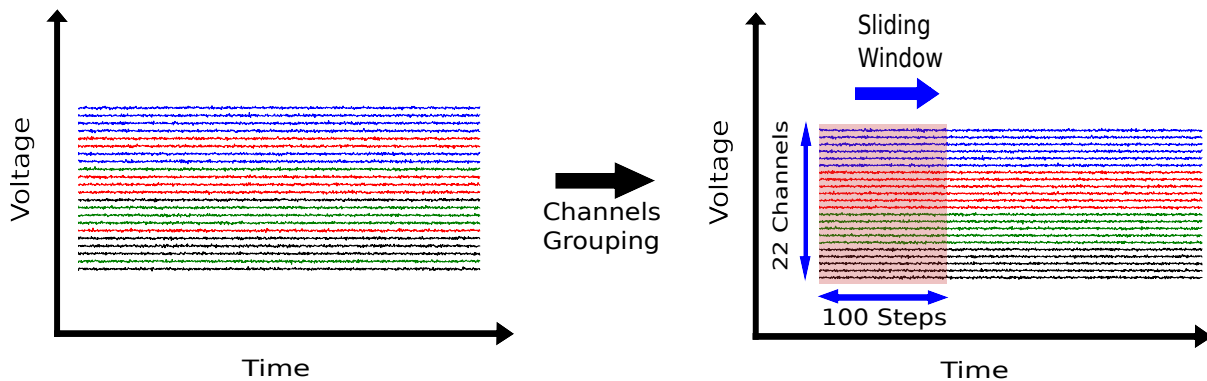 Voltage
Time
Channels
Grouping
Sliding
Window
Voltage
22 Channels
100 Steps
Time